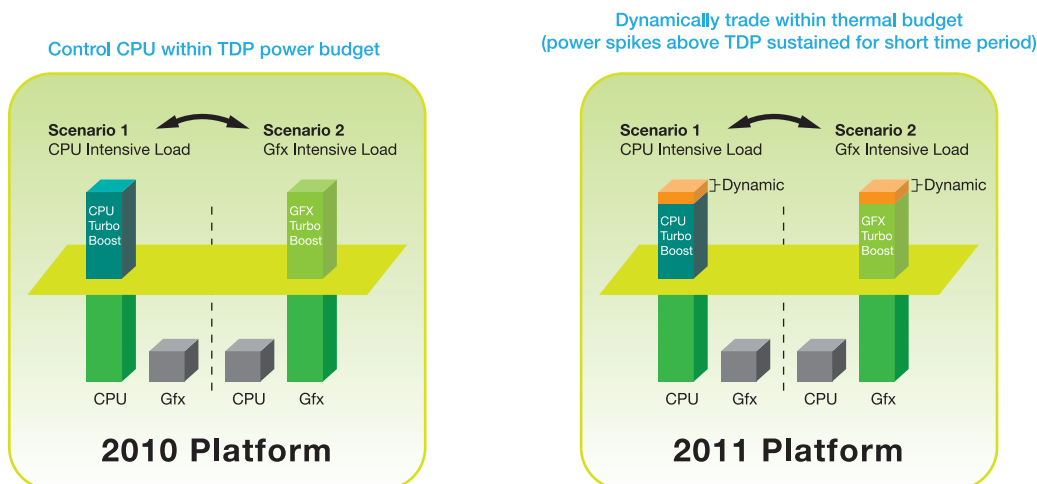 Control CPU within TDP power budget
Scenario 1
CPU Intensive Load
Scenario 2
Gfx Intensive Load
CPU
Turbo
Boost
GFX
Turbo
Boost
CPU
Gfx
CPU
Gfx
2010 Platform
Dynamically trade within thermal budget
(power spikes above TDP sustained for short time period)
Scenario 1
CPU Intensive Load
Scenario 2
Gfx Intensive Load
Dynamic
Dynamic
CPU
Turbo
Boost
GFX
Turbo
Boost
CPU
Gfx
CPU
Gfx
2011 Platform